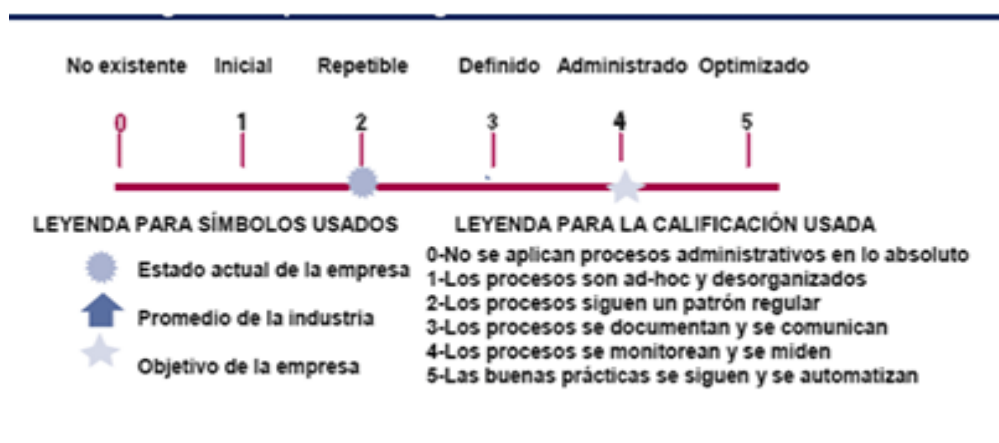 No existente Inicial Repetible Definido Administrado Optimizado
0 1 2 3 4 5
LEYENDA PARA SÍMBOLOS USADOS
Estado actual de la empresa
Promedio de la industria
Objetivo de la empresa
LEYENDA PARA LA CALIFICACIÓN USADA
0-No se aplican procesos administrativos en lo absoluto
1-Los procesos son ad-hoc y desorganizados
2-Los procesos siguen un patrón regular
3-Los procesos se documentan y se comunican
4-Los procesos se monitorean y se miden
5-Las buenas prácticas se siguen y se automatizan